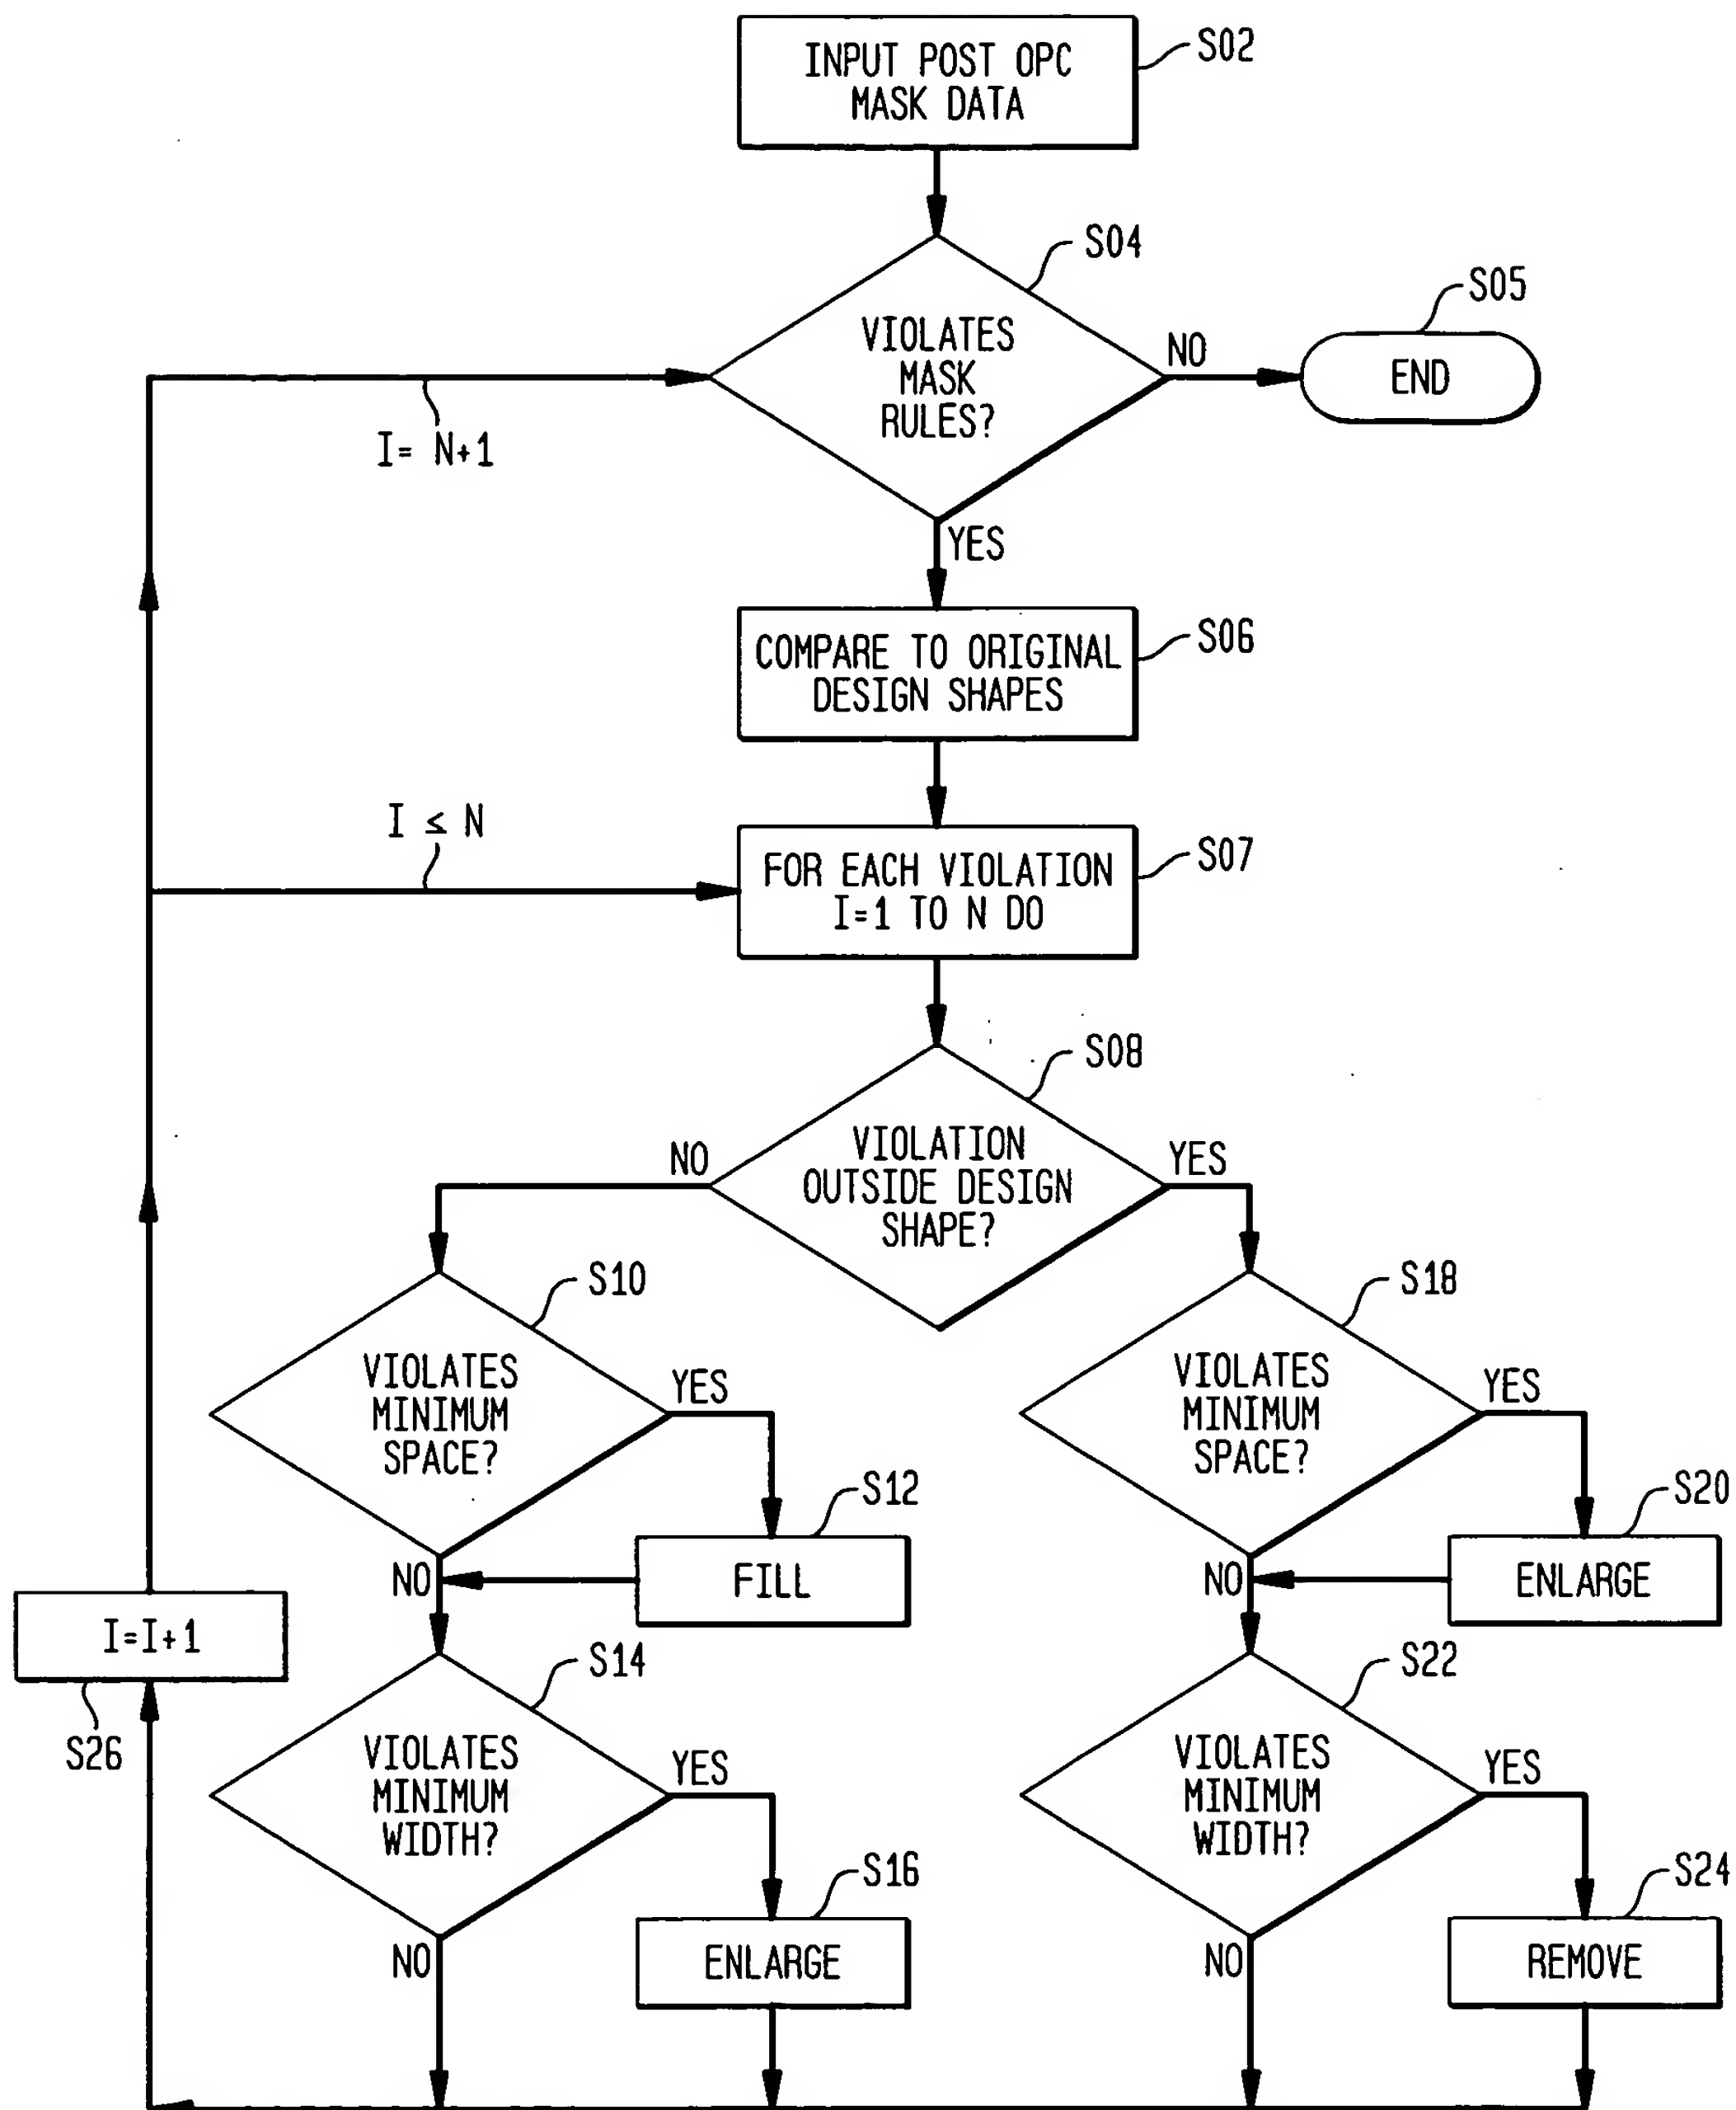 INPUT POST OPC
MASK DATA
S02
S04
VIOLATES
MASK
RULES?
NO
S05
END
I= N+1
YES
COMPARE TO ORIGINAL
DESIGN SHAPES
S06
I ≤ N
FOR EACH VIOLATION
I=1 TO N DO
S07
S08
VIOLATION
OUTSIDE DESIGN
SHAPE?
NO
YES
S10
VIOLATES
MINIMUM
SPACE?
YES
S18
VIOLATES
MINIMUM
SPACE?
YES
S12
FILL
NO
S20
ENLARGE
NO
I=I+1
S26
S14
VIOLATES
MINIMUM
WIDTH?
YES
S22
VIOLATES
MINIMUM
WIDTH?
YES
S16
ENLARGE
NO
S24
REMOVE
NO